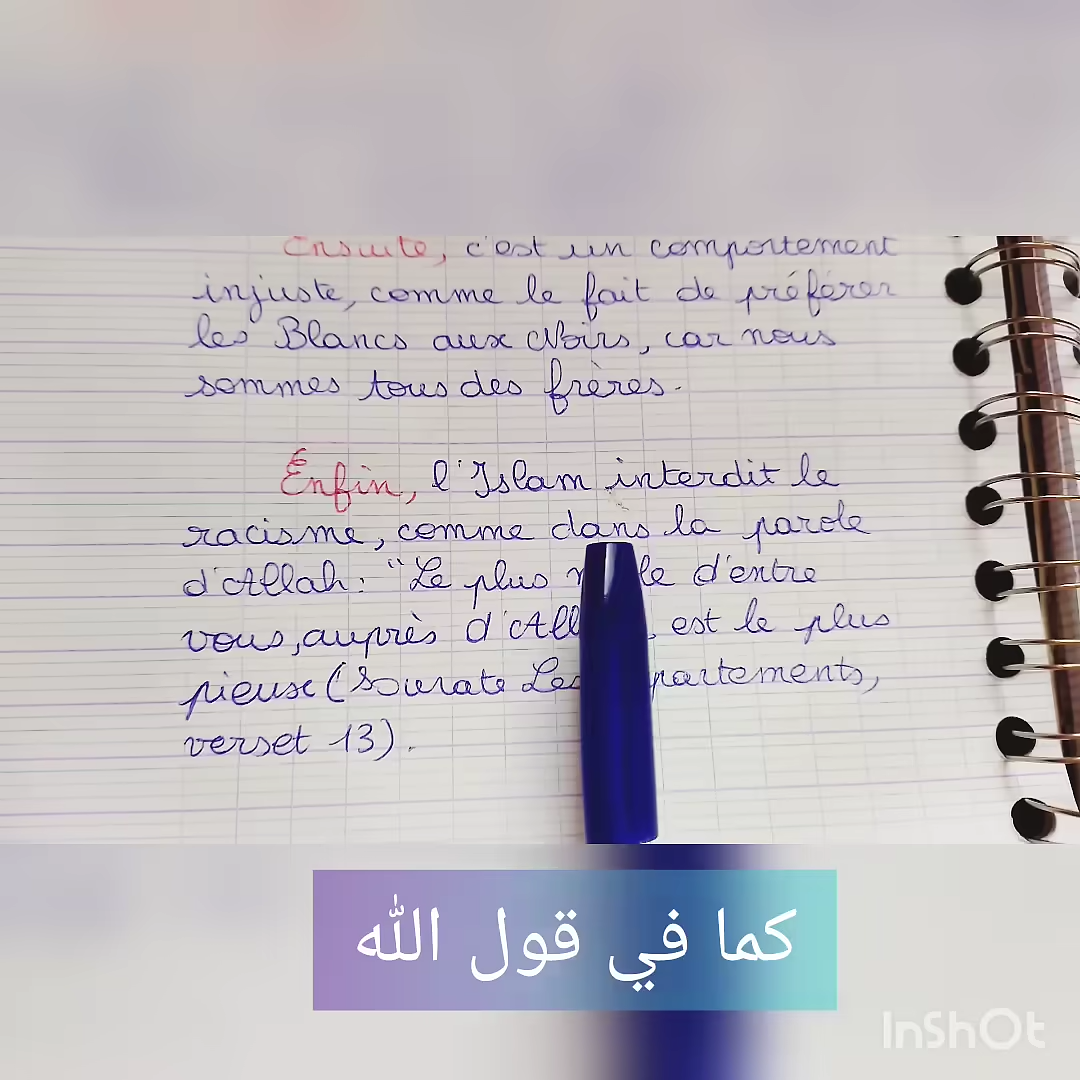 Ensuite, c'est un comportement
injuste, comme le fait de préférer
les Blancs aux Noirs, car nous
sommes tous des frères.
Enfin, l'Islam interdit le
racisme, comme dans la parole
d'Allah : "Le plus d'entre
vous, auprès est le plus
pieuse (Sourate
verset 13).
كما في قول الله
InShOt